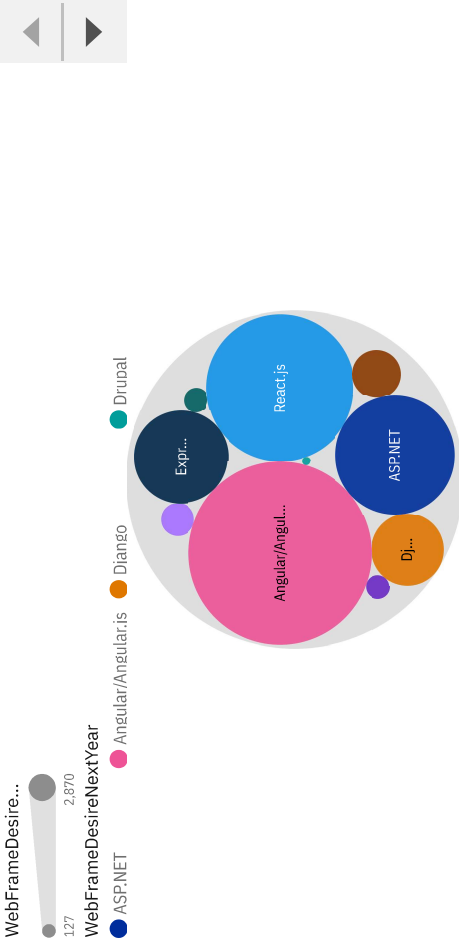 WebFrameDesire...
127 2,870
WebFrameDesireNextYear
ASP.NET Angular/Angular.js Django Drupal
Expr...
React.js
Angular/Angul...
ASP.NET
Dj...